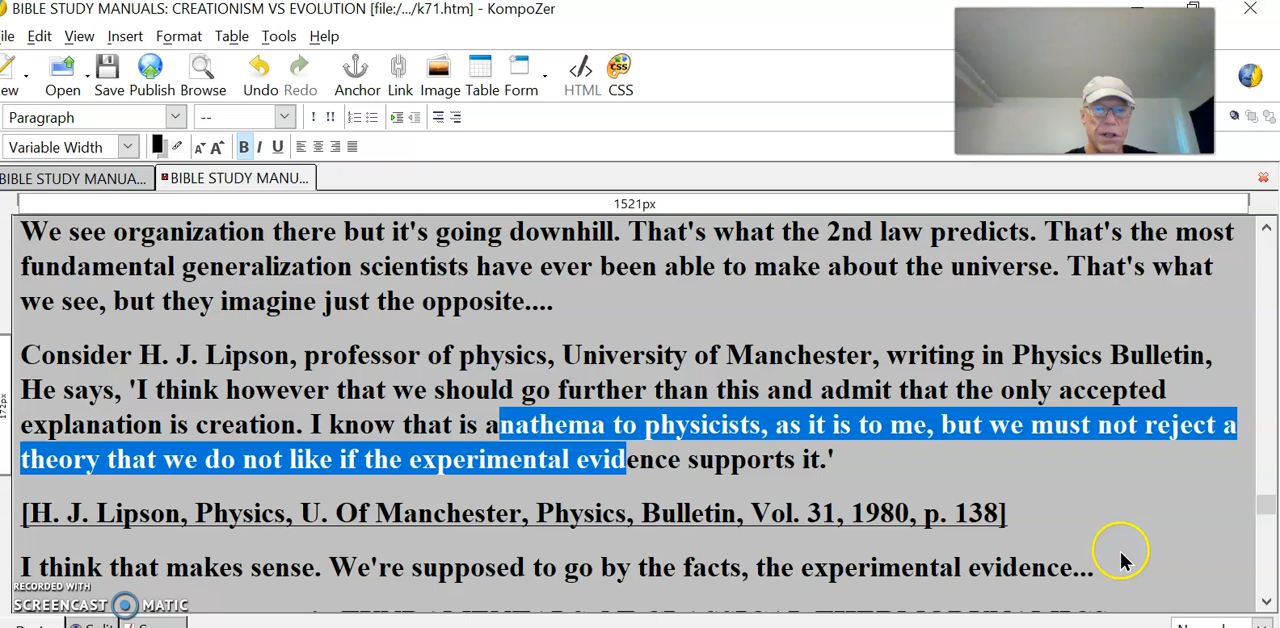 BIBLE STUDY MANUALS: CREATIONISM VS EVOLUTION [file:/.../k71.htm] - KompoZer
ile Edit View Insert Format Table Tools Help
ew Open Save Publish Browse Undo Redo Anchor Link Image Table Form HTML CSS
Paragraph --
Variable Width B I U
BIBLE STUDY MANUA... BIBLE STUDY MANU...
1521px
172px
We see organization there but it's going downhill. That's what the 2nd law predicts. That's the most
fundamental generalization scientists have ever been able to make about the universe. That's what
we see, but they imagine just the opposite....
Consider H. J. Lipson, professor of physics, University of Manchester, writing in Physics Bulletin,
He says, 'I think however that we should go further than this and admit that the only accepted
explanation is creation. I know that is anathema to physicists, as it is to me, but we must not reject a
theory that we do not like if the experimental evidence supports it.'
[H. J. Lipson, Physics, U. Of Manchester, Physics, Bulletin, Vol. 31, 1980, p. 138]
I think that makes sense. We're supposed to go by the facts, the experimental evidence...
RECORDED WITH
SCREENCAST MATIC